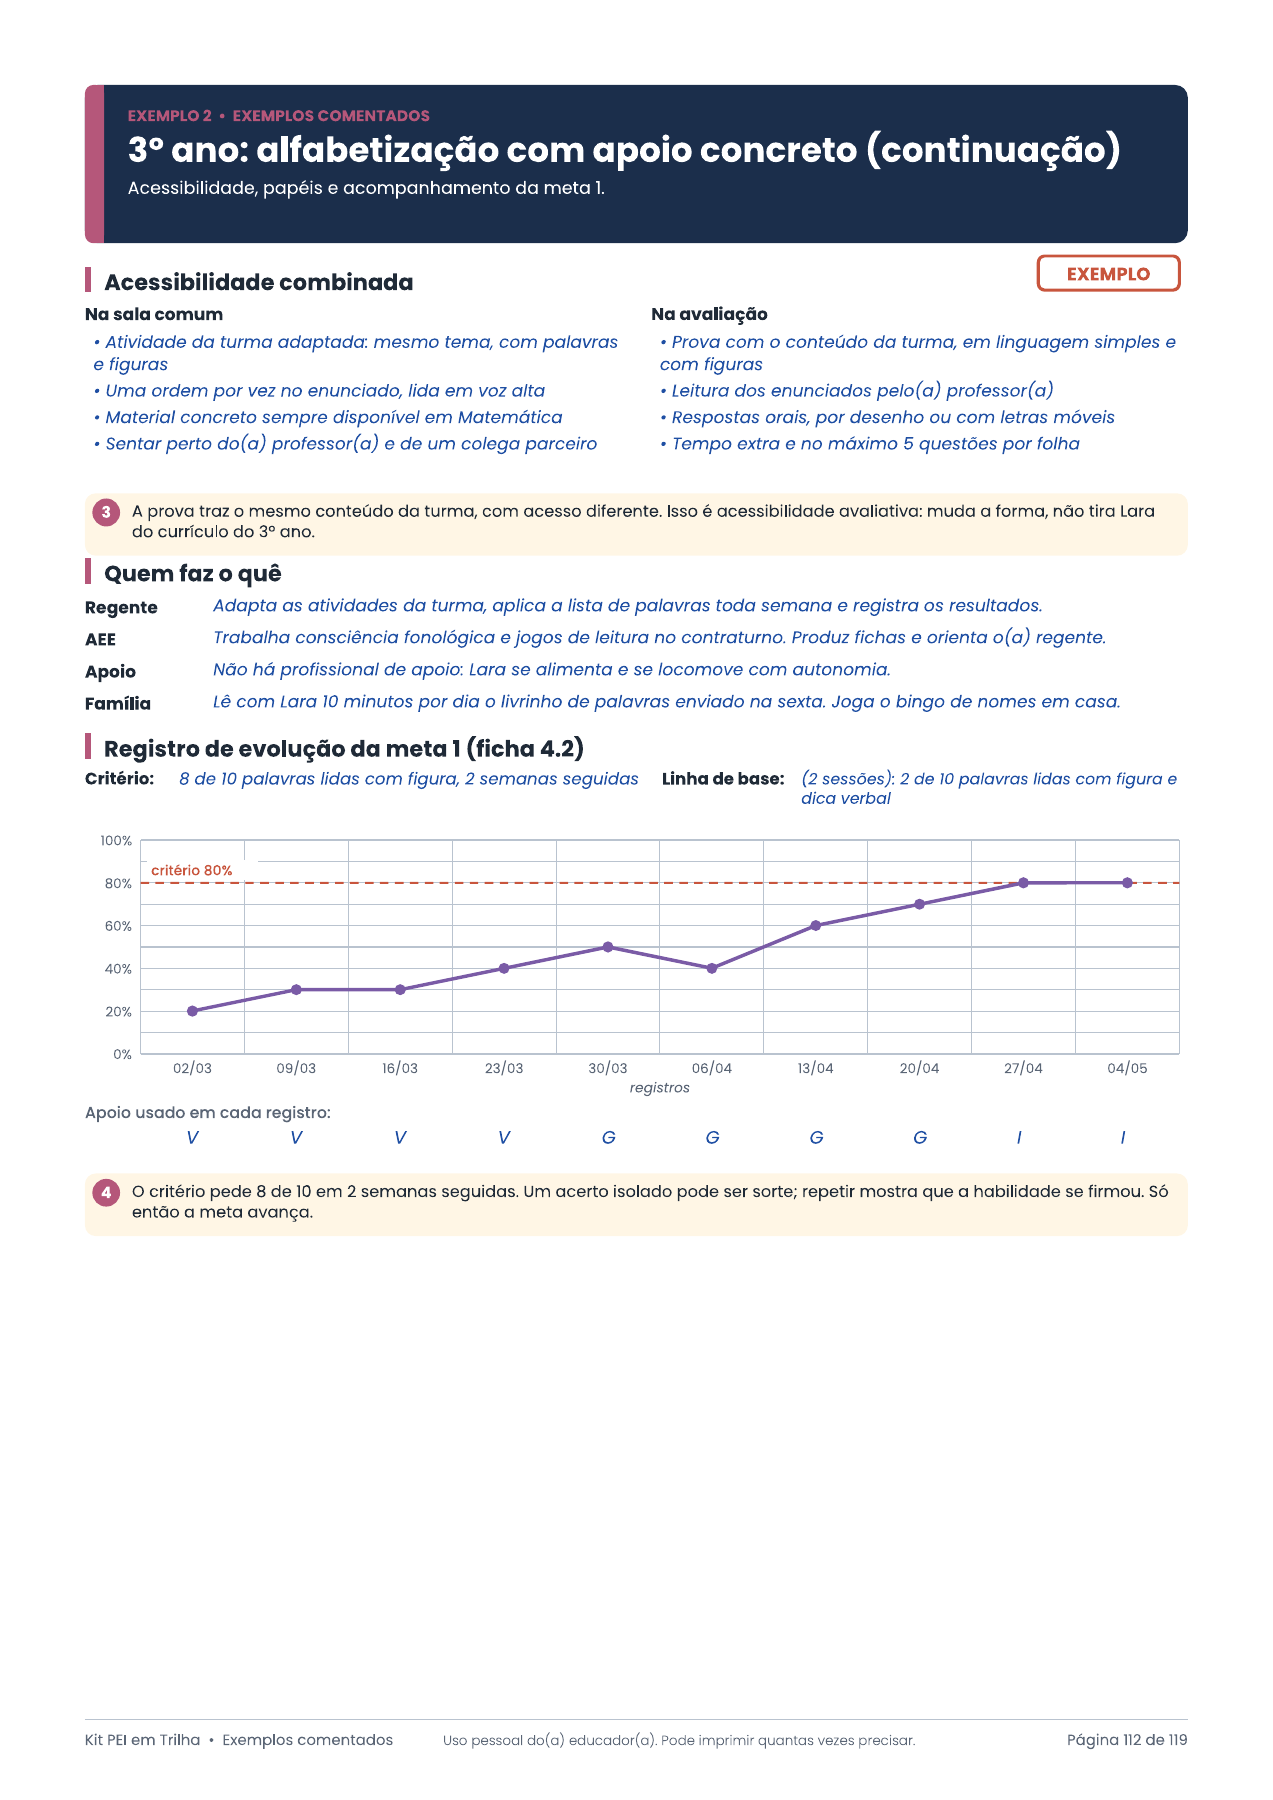 EXEMPLO 2 • EXEMPLOS COMENTADOS
3º ano: alfabetização com apoio concreto (continuação)
Acessibilidade, papéis e acompanhamento da meta 1.
EXEMPLO
Acessibilidade combinada
Na sala comum
• Atividade da turma adaptada: mesmo tema, com palavras
e figuras
• Uma ordem por vez no enunciado, lida em voz alta
• Material concreto sempre disponível em Matemática
• Sentar perto do(a) professor(a) e de um colega parceiro
Na avaliação
• Prova com o conteúdo da turma, em linguagem simples e
com figuras
• Leitura dos enunciados pelo(a) professor(a)
• Respostas orais, por desenho ou com letras móveis
• Tempo extra e no máximo 5 questões por folha
3 A prova traz o mesmo conteúdo da turma, com acesso diferente. Isso é acessibilidade avaliativa: muda a forma, não tira Lara
do currículo do 3º ano.
Quem faz o quê
Regente Adapta as atividades da turma, aplica a lista de palavras toda semana e registra os resultados.
AEE Trabalha consciência fonológica e jogos de leitura no contraturno. Produz fichas e orienta o(a) regente.
Apoio Não há profissional de apoio: Lara se alimenta e se locomove com autonomia.
Família Lê com Lara 10 minutos por dia o livrinho de palavras enviado na sexta. Joga o bingo de nomes em casa.
Registro de evolução da meta 1 (ficha 4.2)
Critério: 8 de 10 palavras lidas com figura, 2 semanas seguidas
Linha de base: (2 sessões): 2 de 10 palavras lidas com figura e
dica verbal
100%
critério 80%
80%
60%
40%
20%
0%
02/03 09/03 16/03 23/03 30/03 06/04 13/04 20/04 27/04 04/05
registros
Apoio usado em cada registro:
V V V V G G G G I I
4 O critério pede 8 de 10 em 2 semanas seguidas. Um acerto isolado pode ser sorte; repetir mostra que a habilidade se firmou. Só
então a meta avança.
Kit PEI em Trilha • Exemplos comentados Uso pessoal do(a) educador(a). Pode imprimir quantas vezes precisar. Página 112 de 119